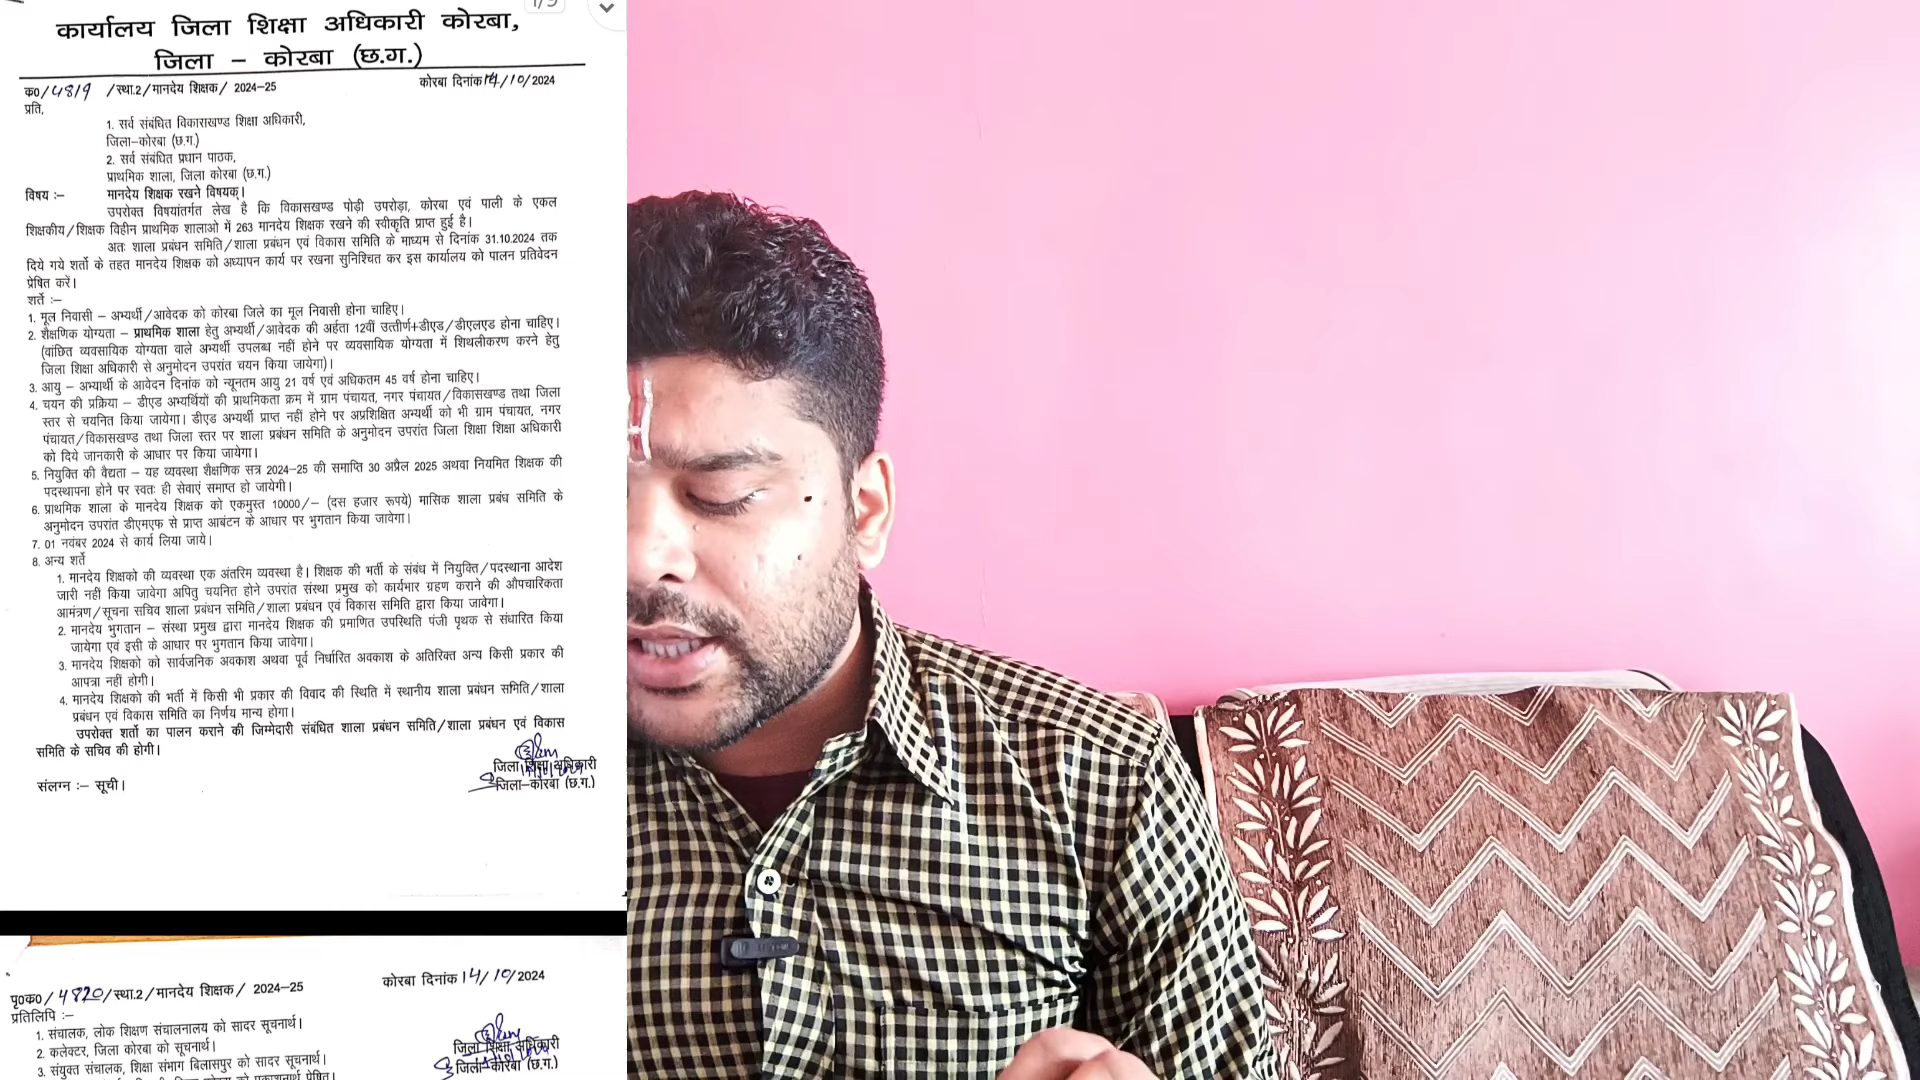 1/9
कार्यालय जिला शिक्षा अधिकारी कोरबा,
जिला – कोरबा (छ.ग.)
क0/4819 /स्था.2/मानदेय शिक्षक/ 2024-25 कोरबा दिनांक 14/10/2024
प्रति,
1. सर्व संबंधित विकाराखण्ड शिक्षा अधिकारी,
जिला-कोरबा (छ.ग.)
2. सर्व संबंधित प्रधान पाठक,
प्राथमिक शाला, जिला कोरबा (छ.ग.)
विषय :- मानदेय शिक्षक रखने विषयक्।
उपरोक्त विषयांतर्गत लेख है कि विकासखण्ड पोड़ी उपरोड़ा, कोरबा एवं पाली के एकल
शिक्षकीय/शिक्षक विहीन प्राथमिक शालाओ में 263 मानदेय शिक्षक रखने की स्वीकृति प्राप्त हुई है।
अतः शाला प्रबंधन समिति/शाला प्रबंधन एवं विकास समिति के माध्यम से दिनांक 31.10.2024 तक
दिये गये शर्तो के तहत मानदेय शिक्षक को अध्यापन कार्य पर रखना सुनिश्चित कर इस कार्यालय को पालन प्रतिवेदन
प्रेषित करें।
शर्ते :-
1. मूल निवासी – अभ्यर्थी/आवेदक को कोरबा जिले का मूल निवासी होना चाहिए।
2. शैक्षणिक योग्यता – प्राथमिक शाला हेतु अभ्यर्थी/आवेदक की अर्हता 12वीं उत्तीर्ण+डीएड/डीएलएड होना चाहिए।
(वांछित व्यवसायिक योग्यता वाले अभ्यर्थी उपलब्ध नहीं होने पर व्यवसायिक योग्यता में शिथलीकरण करने हेतु
जिला शिक्षा अधिकारी से अनुमोदन उपरांत चयन किया जायेगा)।
3. आयु – अभ्यार्थी के आवेदन दिनांक को न्यूनतम आयु 21 वर्ष एवं अधिकतम 45 वर्ष होना चाहिए।
4. चयन की प्रक्रिया – डीएड अभ्यर्थियों की प्राथमिकता क्रम में ग्राम पंचायत, नगर पंचायत/विकासखण्ड तथा जिला
स्तर से चयनित किया जायेगा। डीएड अभ्यर्थी प्राप्त नहीं होने पर अप्रशिक्षित अभ्यर्थी को भी ग्राम पंचायत, नगर
पंचायत/विकासखण्ड तथा जिला स्तर पर शाला प्रबंधन समिति के अनुमोदन उपरांत जिला शिक्षा शिक्षा अधिकारी
को दिये जानकारी के आधार पर किया जायेगा।
5. नियुक्ति की वैद्यता – यह व्यवस्था शैक्षणिक सत्र 2024-25 की समाप्ति 30 अप्रैल 2025 अथवा नियमित शिक्षक की
पदस्थापना होने पर स्वतः ही सेवाएं समाप्त हो जायेगी।
6. प्राथमिक शाला के मानदेय शिक्षक को एकमुस्त 10000/- (दस हजार रूपये) मासिक शाला प्रबंध समिति के
अनुमोदन उपरांत डीएमएफ से प्राप्त आबंटन के आधार पर भुगतान किया जावेगा।
7. 01 नवंबर 2024 से कार्य लिया जाये।
8. अन्य शर्ते
1. मानदेय शिक्षको की व्यवस्था एक अंतरिम व्यवस्था है। शिक्षक की भर्ती के संबंध में नियुक्ति/पदस्थाना आदेश
जारी नहीं किया जावेगा अपितु चयनित होने उपरांत संस्था प्रमुख को कार्यभार ग्रहण कराने की औपचारिकता
आमंत्रण/सूचना सचिव शाला प्रबंधन समिति/शाला प्रबंधन एवं विकास समिति द्वारा किया जावेगा।
2. मानदेय भुगतान – संस्था प्रमुख द्वारा मानदेय शिक्षक की प्रमाणित उपस्थिति पंजी पृथक से संधारित किया
जायेगा एवं इसी के आधार पर भुगतान किया जावेगा।
3. मानदेय शिक्षको को सार्वजनिक अवकाश अथवा पूर्व निर्धारित अवकाश के अतिरिक्त अन्य किसी प्रकार की
आपत्रा नहीं होगी।
4. मानदेय शिक्षको की भर्ती में किसी भी प्रकार की विवाद की स्थिति में स्थानीय शाला प्रबंधन समिति/शाला
प्रबंधन एवं विकास समिति का निर्णय मान्य होगा।
उपरोक्त शर्तो का पालन कराने की जिम्मेदारी संबंधित शाला प्रबंधन समिति/शाला प्रबंधन एवं विकास
समिति के सचिव की होगी।
जिला शिक्षा अधिकारी
जिला-कोरबा (छ.ग.)
संलग्न :- सूची।
पृ0क0/4820/स्था.2/मानदेय शिक्षक/ 2024-25 कोरबा दिनांक 14/10/2024
प्रतिलिपि :-
1. संचालक, लोक शिक्षण संचालनालय को सादर सूचनार्थ।
2. कलेक्टर, जिला कोरबा को सूचनार्थ।
3. संयुक्त संचालक, शिक्षा संभाग बिलासपुर को सादर सूचनार्थ।
जिला शिक्षा अधिकारी
जिला-कोरबा (छ.ग.)